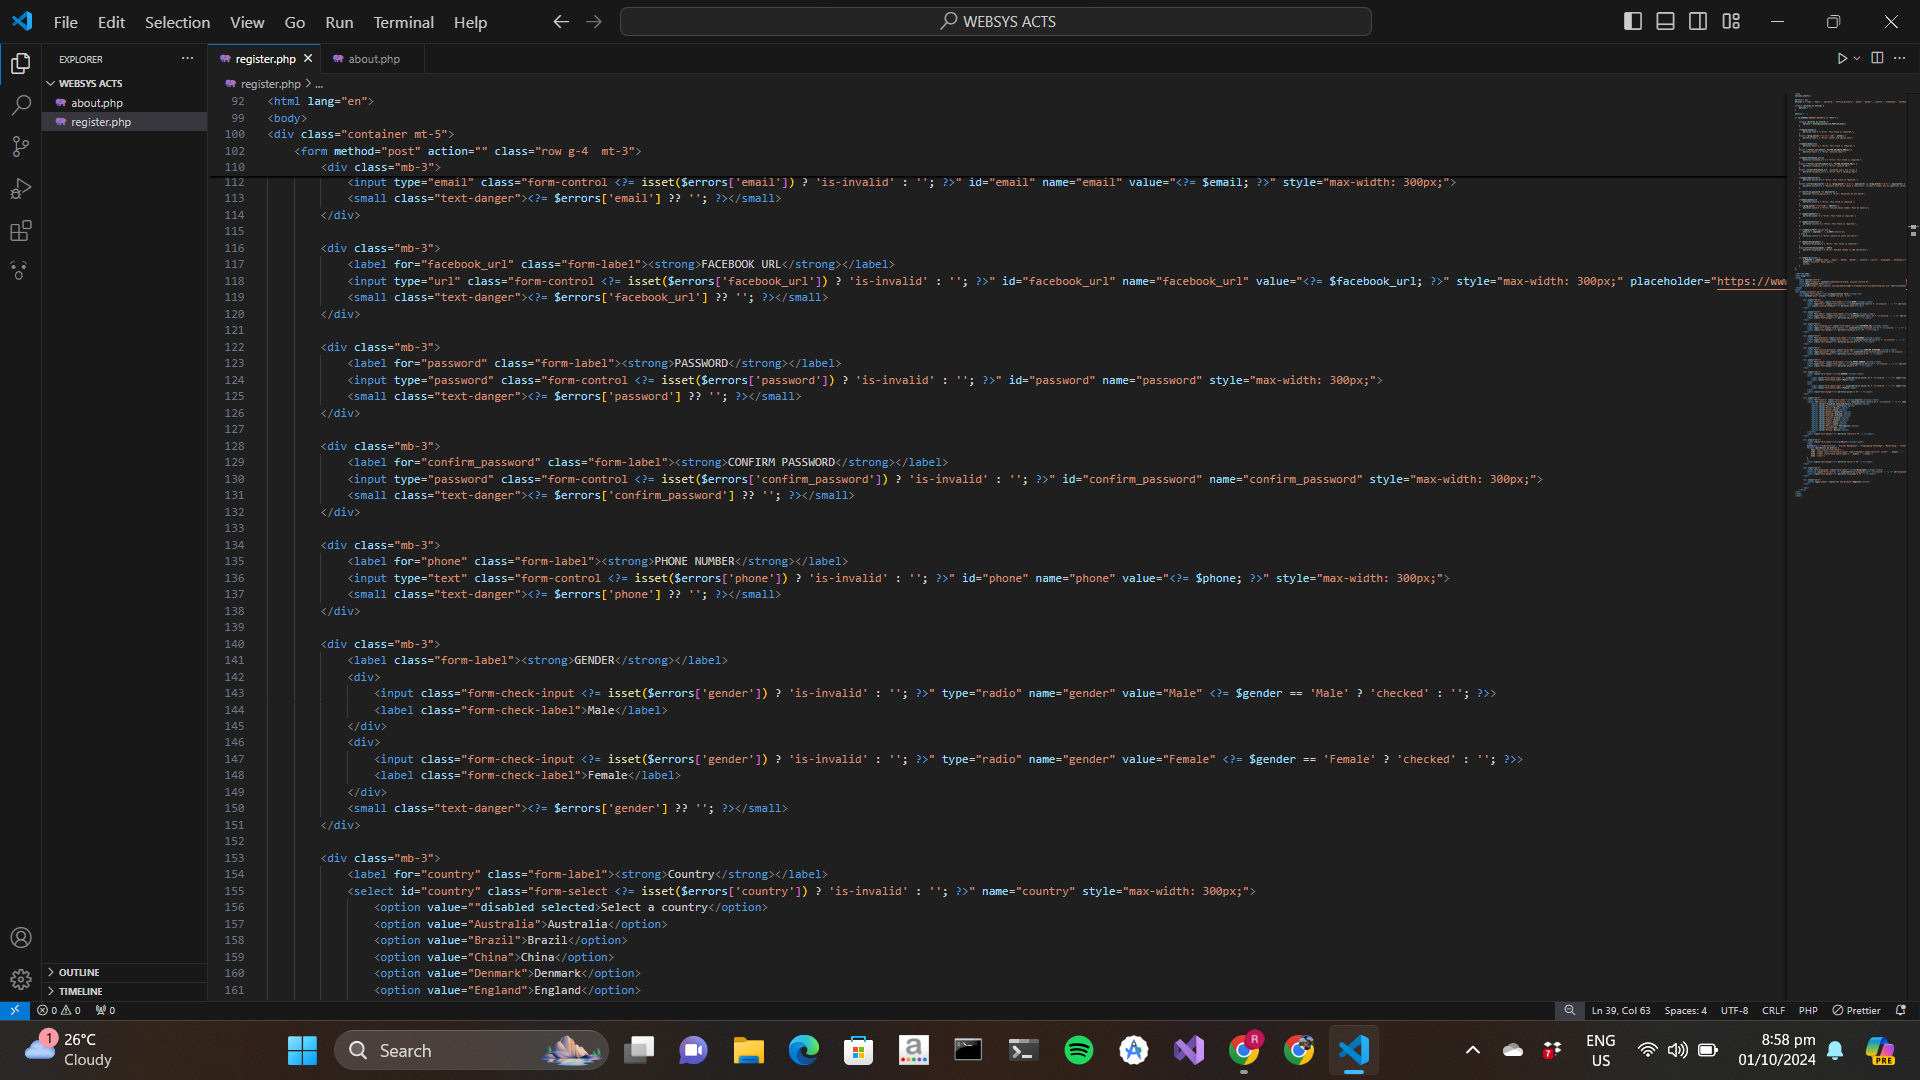 File Edit Selection View Go Run Terminal Help
WEBSYS ACTS
EXPLORER
WEBSYS ACTS
about.php
register.php
register.php
about.php
register.php > ...
92 <html lang="en">
99 <body>
100 <div class="container mt-5">
102 <form method="post" action="" class="row g-4  mt-3">
110 <div class="mb-3">
112 <input type="email" class="form-control <?= isset($errors['email']) ? 'is-invalid' : ''; ?>" id="email" name="email" value="<?= $email; ?>" style="max-width: 300px;">
113 <small class="text-danger"><?= $errors['email'] ?? ''; ?></small>
114 </div>
115
116 <div class="mb-3">
117 <label for="facebook_url" class="form-label"><strong>FACEBOOK URL</strong></label>
118 <input type="url" class="form-control <?= isset($errors['facebook_url']) ? 'is-invalid' : ''; ?>" id="facebook_url" name="facebook_url" value="<?= $facebook_url; ?>" style="max-width: 300px;" placeholder="https://www
119 <small class="text-danger"><?= $errors['facebook_url'] ?? ''; ?></small>
120 </div>
121
122 <div class="mb-3">
123 <label for="password" class="form-label"><strong>PASSWORD</strong></label>
124 <input type="password" class="form-control <?= isset($errors['password']) ? 'is-invalid' : ''; ?>" id="password" name="password" style="max-width: 300px;">
125 <small class="text-danger"><?= $errors['password'] ?? ''; ?></small>
126 </div>
127
128 <div class="mb-3">
129 <label for="confirm_password" class="form-label"><strong>CONFIRM PASSWORD</strong></label>
130 <input type="password" class="form-control <?= isset($errors['confirm_password']) ? 'is-invalid' : ''; ?>" id="confirm_password" name="confirm_password" style="max-width: 300px;">
131 <small class="text-danger"><?= $errors['confirm_password'] ?? ''; ?></small>
132 </div>
133
134 <div class="mb-3">
135 <label for="phone" class="form-label"><strong>PHONE NUMBER</strong></label>
136 <input type="text" class="form-control <?= isset($errors['phone']) ? 'is-invalid' : ''; ?>" id="phone" name="phone" value="<?= $phone; ?>" style="max-width: 300px;">
137 <small class="text-danger"><?= $errors['phone'] ?? ''; ?></small>
138 </div>
139
140 <div class="mb-3">
141 <label class="form-label"><strong>GENDER</strong></label>
142 <div>
143 <input class="form-check-input <?= isset($errors['gender']) ? 'is-invalid' : ''; ?>" type="radio" name="gender" value="Male" <?= $gender == 'Male' ? 'checked' : ''; ?>>
144 <label class="form-check-label">Male</label>
145 </div>
146 <div>
147 <input class="form-check-input <?= isset($errors['gender']) ? 'is-invalid' : ''; ?>" type="radio" name="gender" value="Female" <?= $gender == 'Female' ? 'checked' : ''; ?>>
148 <label class="form-check-label">Female</label>
149 </div>
150 <small class="text-danger"><?= $errors['gender'] ?? ''; ?></small>
151 </div>
152
153 <div class="mb-3">
154 <label for="country" class="form-label"><strong>Country</strong></label>
155 <select id="country" class="form-select <?= isset($errors['country']) ? 'is-invalid' : ''; ?>" name="country" style="max-width: 300px;">
156 <option value=""disabled selected>Select a country</option>
157 <option value="Australia">Australia</option>
158 <option value="Brazil">Brazil</option>
159 <option value="China">China</option>
160 <option value="Denmark">Denmark</option>
161 <option value="England">England</option>
OUTLINE
TIMELINE
0 0 0
Ln 39, Col 63 Spaces: 4 UTF-8 CRLF PHP Prettier
1
26°C
Cloudy
Search
a
R
7
ENG
US
8:58 pm
01/10/2024
PRE